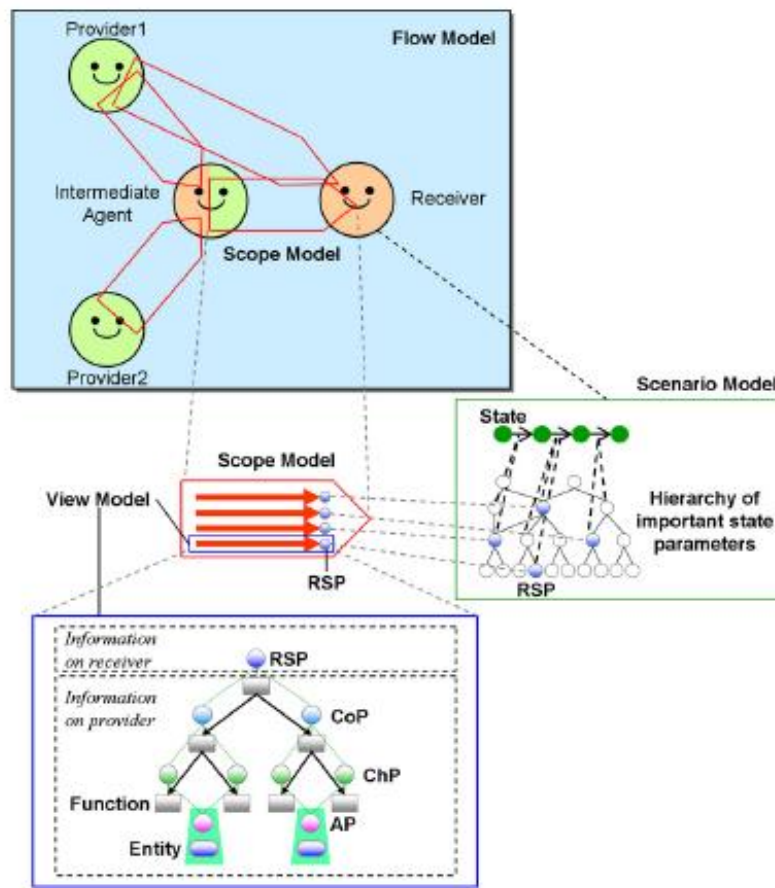 Provider1
Flow Model
Intermediate
Agent
Receiver
Scope Model
Provider2
Scenario Model
State
Scope Model
View Model
Hierarchy of
important state
parameters
RSP
RSP
Information
on receiver
RSP
Information
on provider
CoP
ChP
Function
AP
Entity